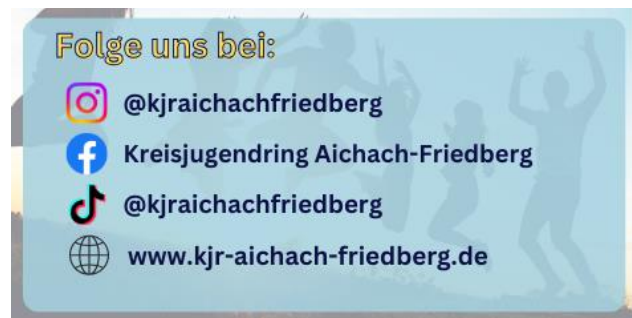 Folge uns bei:
@kjraichachfriedberg
Kreisjugendring Aichach-Friedberg
@kjraichachfriedberg
www.kjr-aichach-friedberg.de